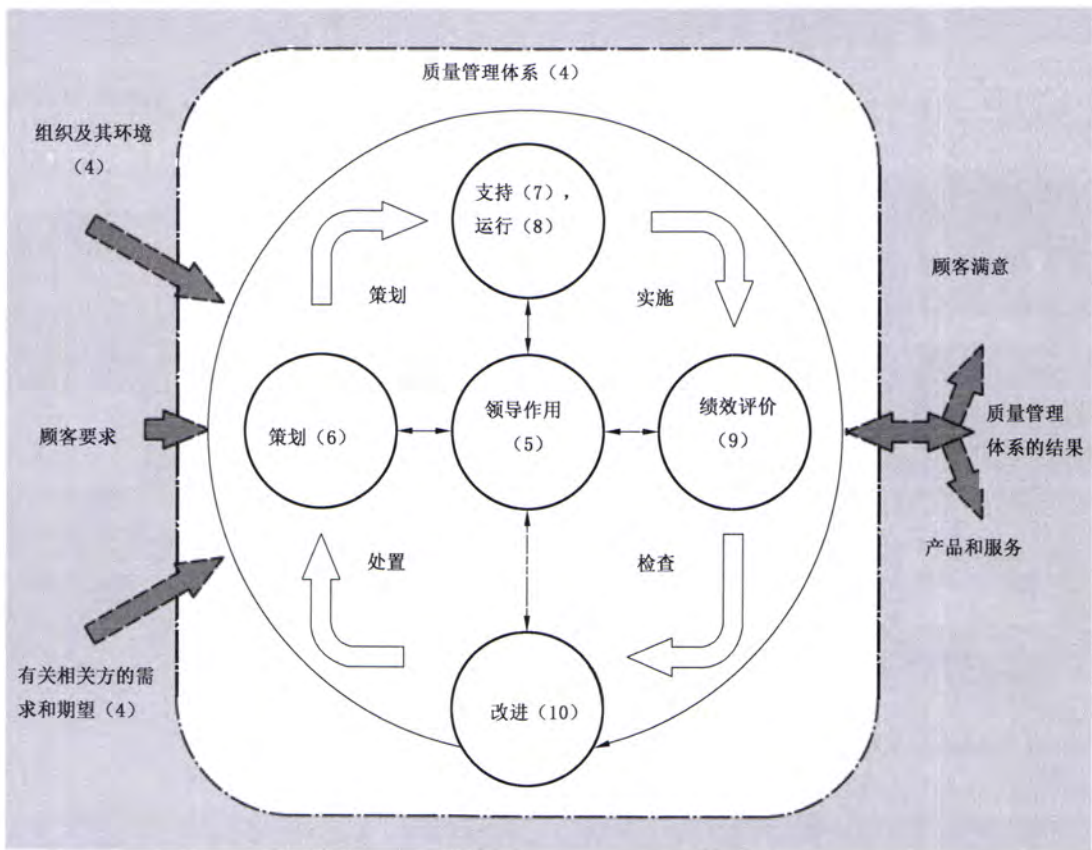 质量管理体系（4）
组织及其环境
（4）
支持（7），
运行（8）
策划
实施
顾客满意
顾客要求
策划（6）
领导作用
（5）
绩效评价
（9）
质量管理
体系的结果
处置
检查
产品和服务
有关相关方的需
求和期望（4）
改进（10）